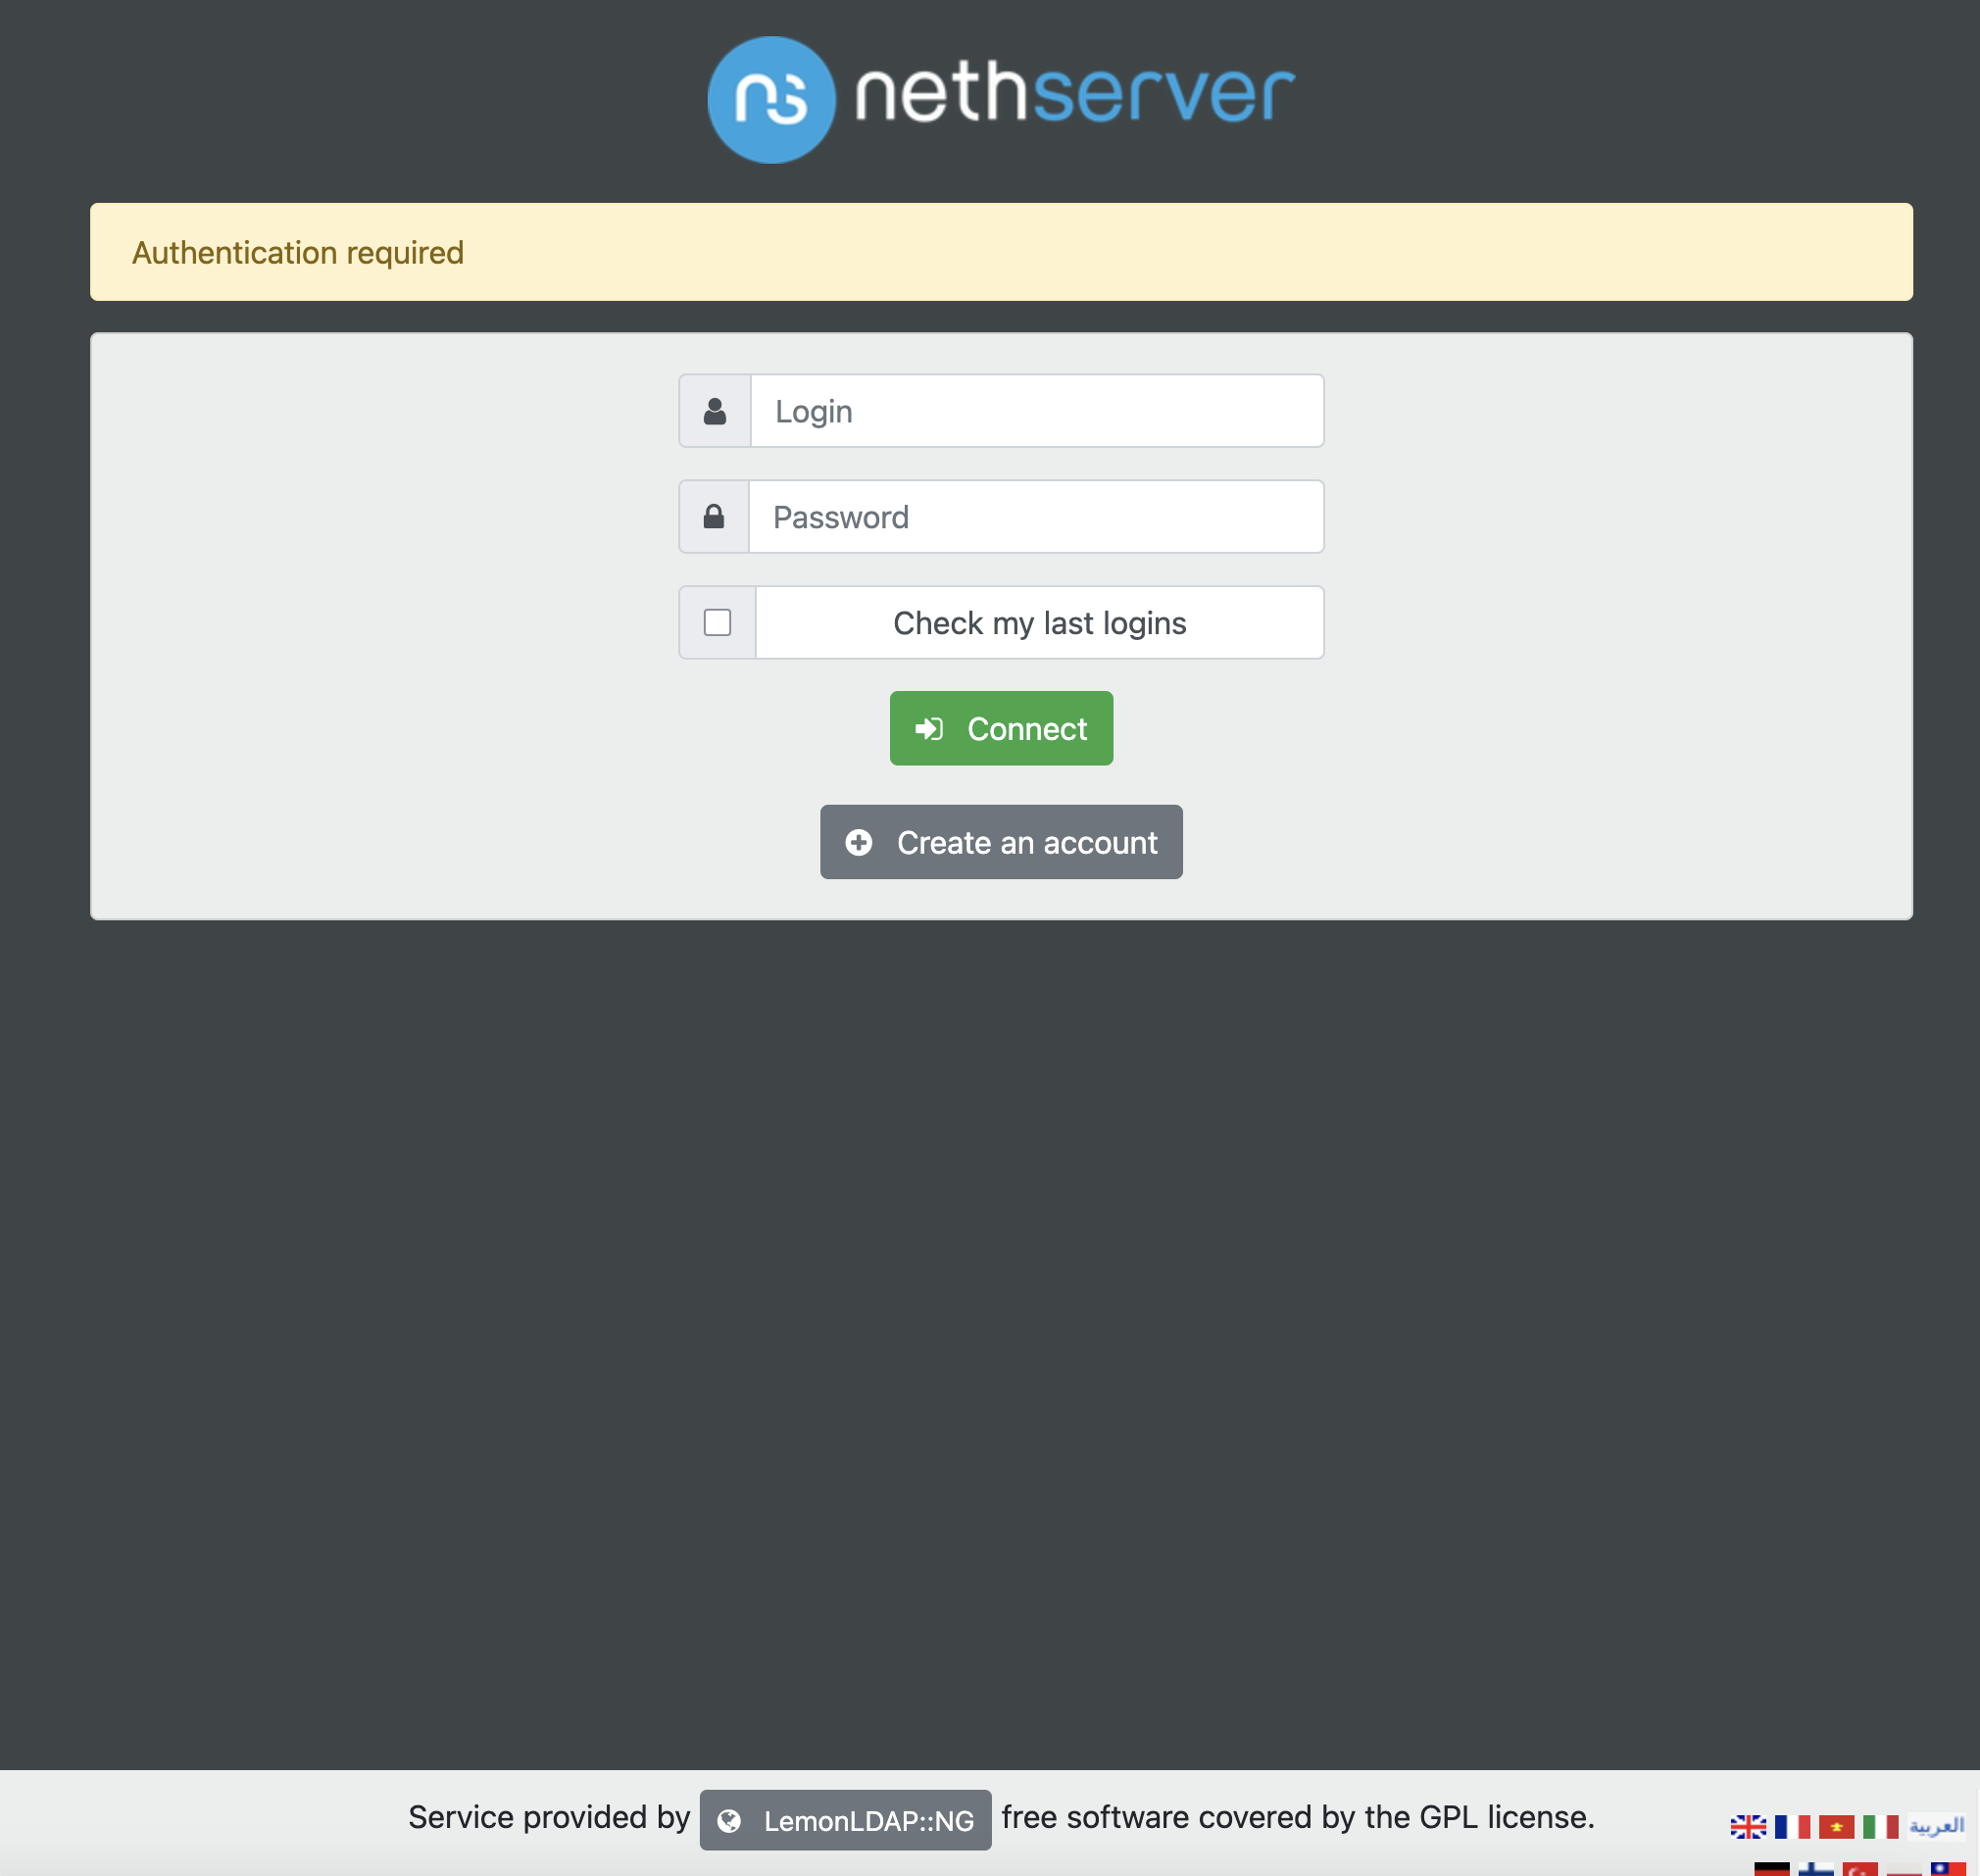 ns nethserver
Authentication required
Login
Password
Check my last logins
Connect
Create an account
Service provided by LemonLDAP::NG free software covered by the GPL license.
العربية